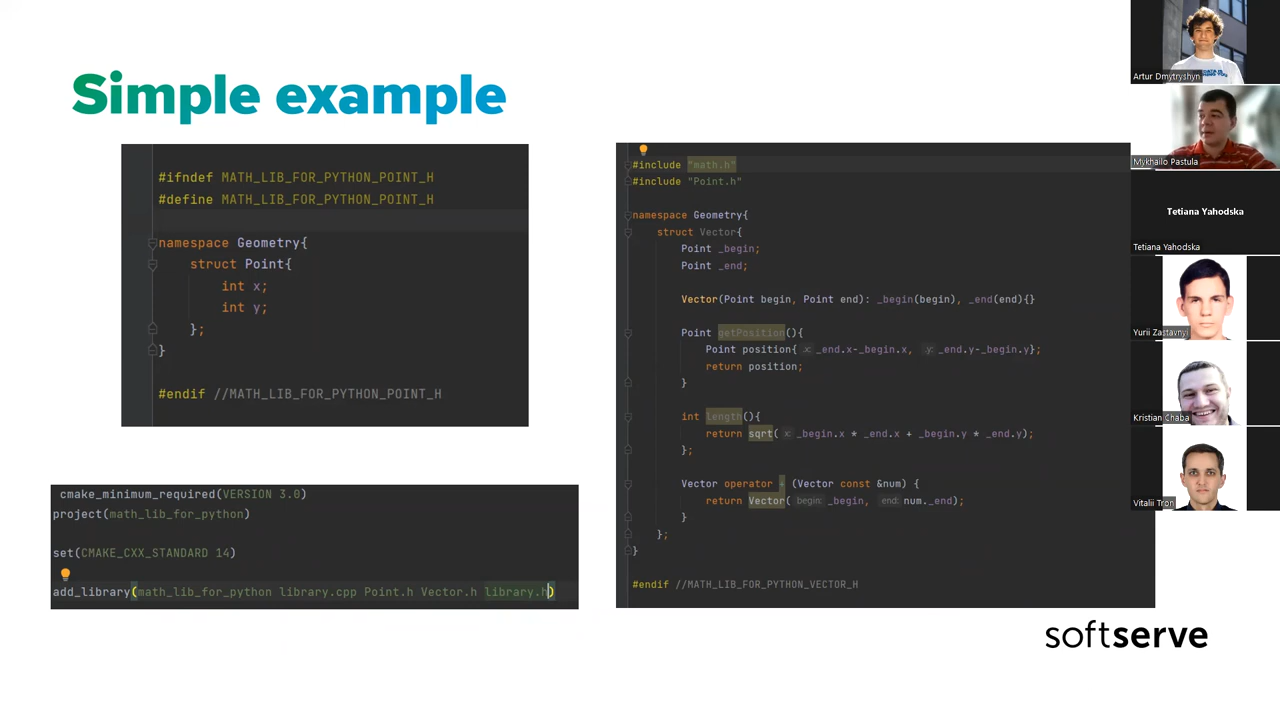 Simple example
#ifndef MATH_LIB_FOR_PYTHON_POINT_H
#define MATH_LIB_FOR_PYTHON_POINT_H
namespace Geometry{
struct Point{
int x;
int y;
};
}
#endif //MATH_LIB_FOR_PYTHON_POINT_H
cmake_minimum_required(VERSION 3.0)
project(math_lib_for_python)
set(CMAKE_CXX_STANDARD 14)
add_library(math_lib_for_python library.cpp Point.h Vector.h library.h)
#include "math.h"
#include "Point.h"
namespace Geometry{
struct Vector{
Point _begin;
Point _end;
Vector(Point begin, Point end): _begin(begin), _end(end){}
Point getPosition(){
Point position{ x: _end.x-_begin.x, y: _end.y-_begin.y};
return position;
}
int length(){
return sqrt( x: _begin.x * _end.x + _begin.y * _end.y);
};
Vector operator + (Vector const &num) {
return Vector( begin: _begin, end: num._end);
}
};
}
#endif //MATH_LIB_FOR_PYTHON_VECTOR_H
softserve
Artur Dmytryshyn
Mykhailo Pastula
Tetiana Yahodska
Tetiana Yahodska
Yurii Zastavnyi
Kristian Chaba
Vitalii Tron